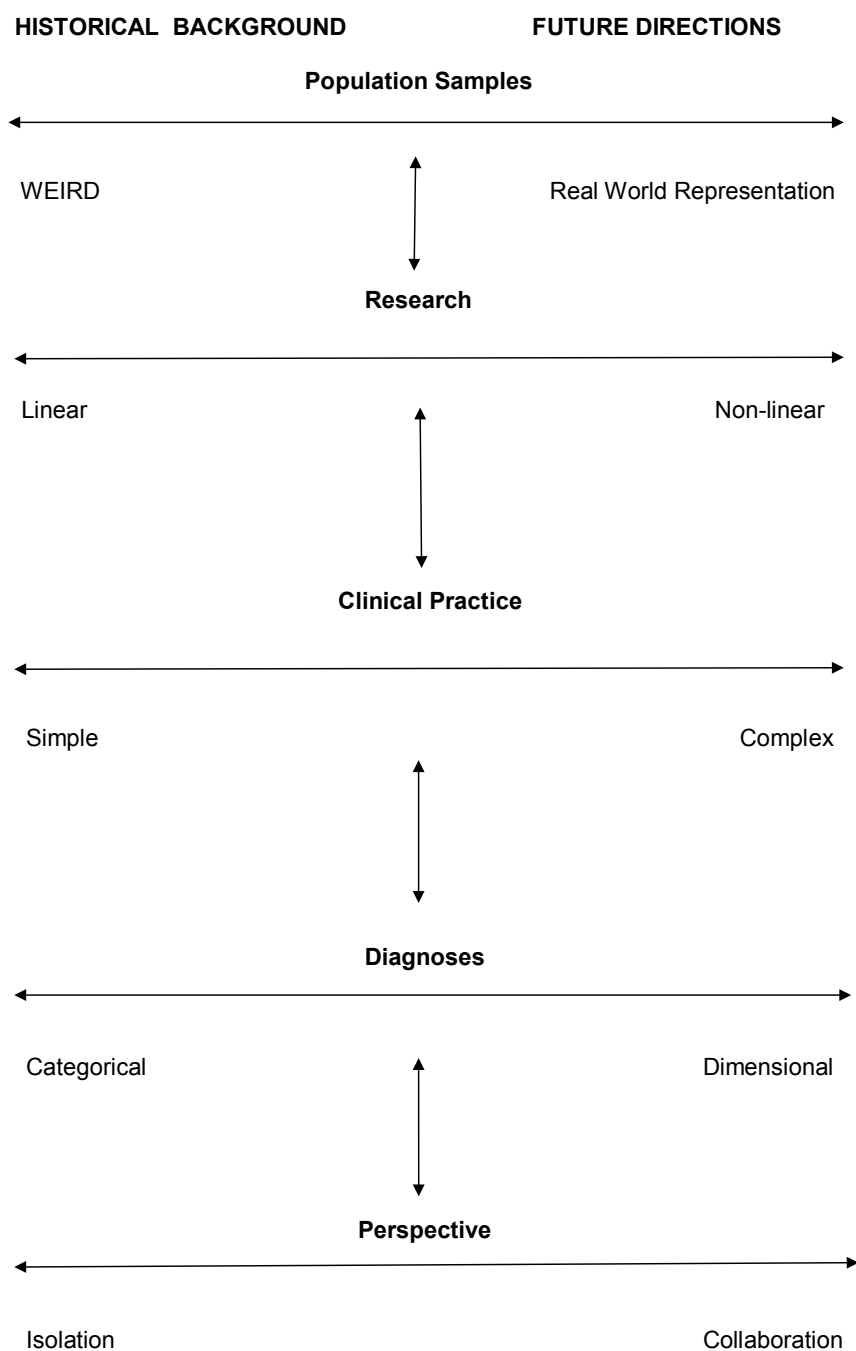 HISTORICAL BACKGROUND FUTURE DIRECTIONS
Population Samples
WEIRD Real World Representation
Research
Linear Non-linear
Clinical Practice
Simple Complex
Diagnoses
Categorical Dimensional
Perspective
Isolation Collaboration